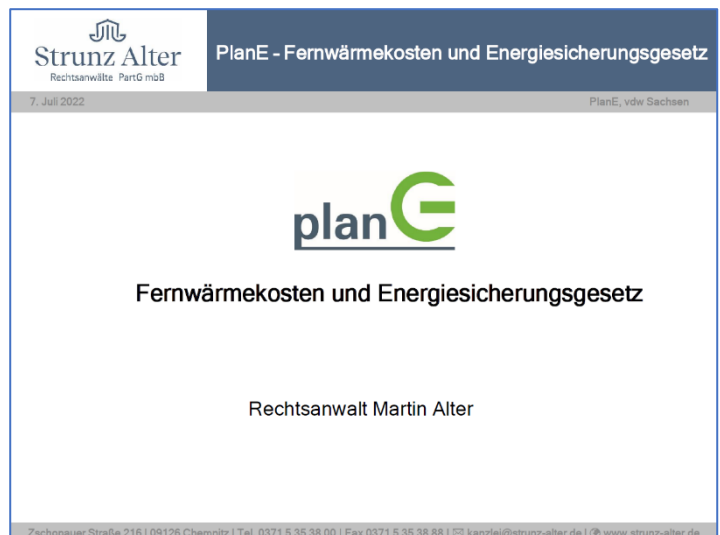 Strunz Alter
Rechtsanwälte PartG mbB
PlanE - Fernwärmekosten und Energiesicherungsgesetz
7. Juli 2022
PlanE, vdw Sachsen
plan E
Fernwärmekosten und Energiesicherungsgesetz
Rechtsanwalt Martin Alter
Zschopauer Straße 216 | 09126 Chemnitz | Tel. 0371 5 35 38 00 | Fax 0371 5 35 38 88 | kanzlei@strunz-alter.de | www.strunz-alter.de